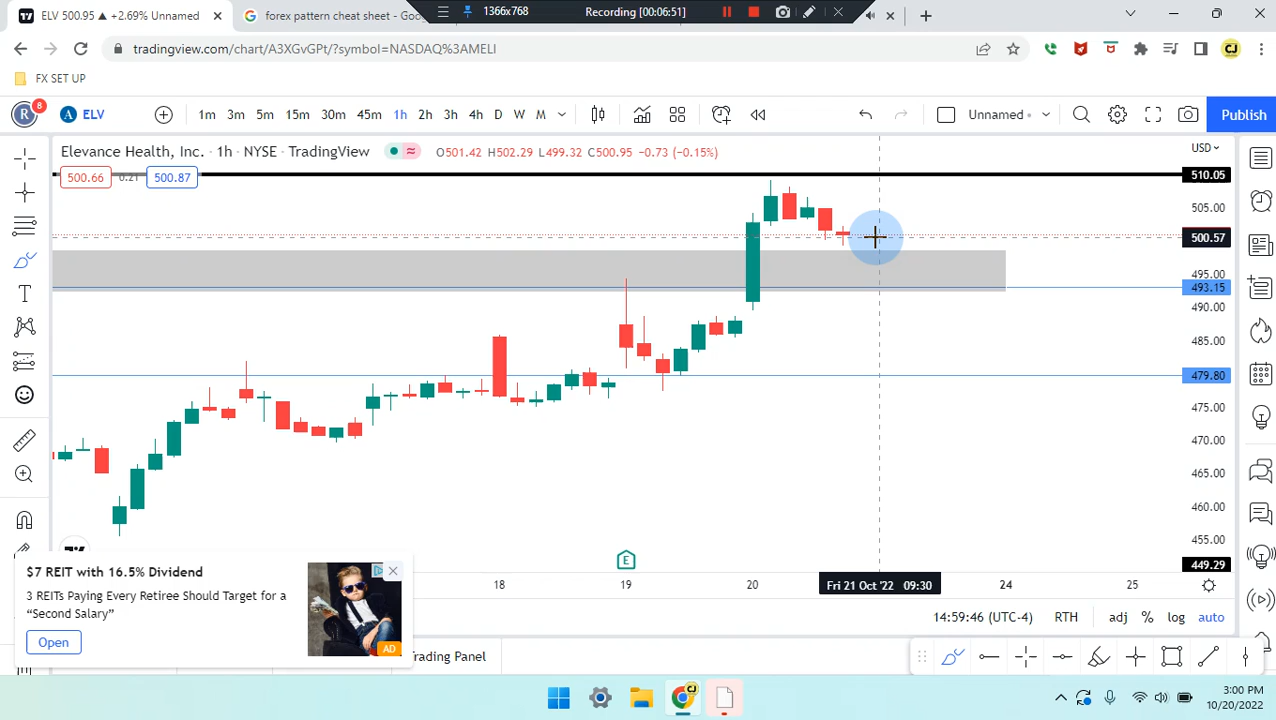 ELV 495 ▲ +2.69% Unnamed
forex pattern cheat sheet - Goo
1366x768
Recording [00:06:51]
tradingview.com/chart/A3XGvGPt/?symbol=NASDAQ%3AMELI
CJ
FX SET UP
R
8
A
ELV
1m 3m 5m 15m 30m 45m 1h 2h 3h 4h D W M
Unnamed
Publish
Elevance Health, Inc. · 1h · NYSE · TradingView
O501.42 H502.29 L499.32 C500.95 −0.73 (−0.15%)
USD
500.66 0.21 500.87
510.05
505.00
500.57
495.00
493.15
490.00
485.00
479.80
475.00
470.00
465.00
460.00
455.00
449.29
E
18 19 20 Fri 21 Oct '22 09:30 24 25
$7 REIT with 16.5% Dividend
3 REITs Paying Every Retiree Should Target for a
“Second Salary”
Open
AD
14:59:46 (UTC-4) RTH adj % log auto
Trading Panel
CJ
3:00 PM
10/20/2022